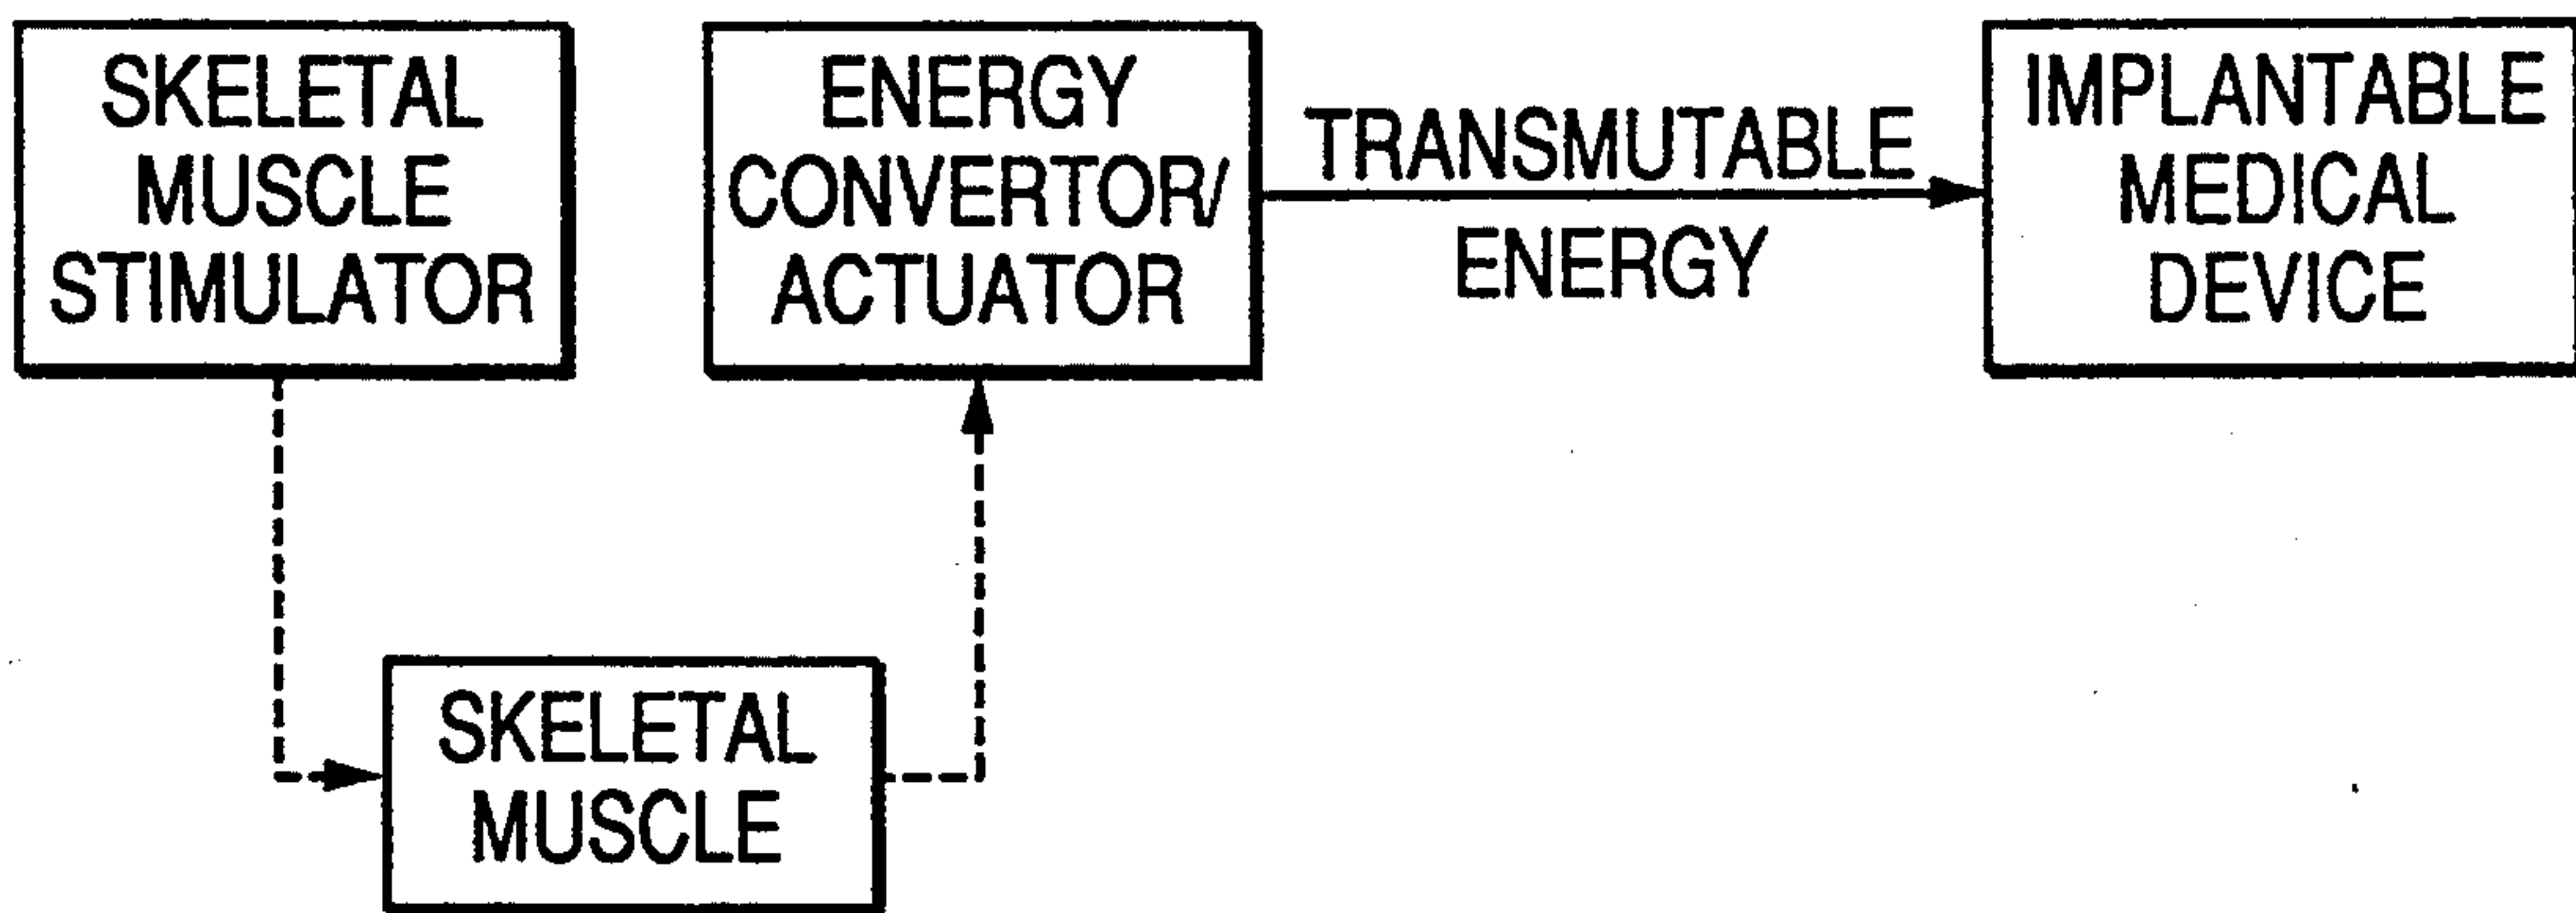 SKELETAL
MUSCLE
STIMULATOR
ENERGY
CONVERTOR/
ACTUATOR
TRANSMUTABLE
ENERGY
IMPLANTABLE
MEDICAL
DEVICE
SKELETAL
MUSCLE